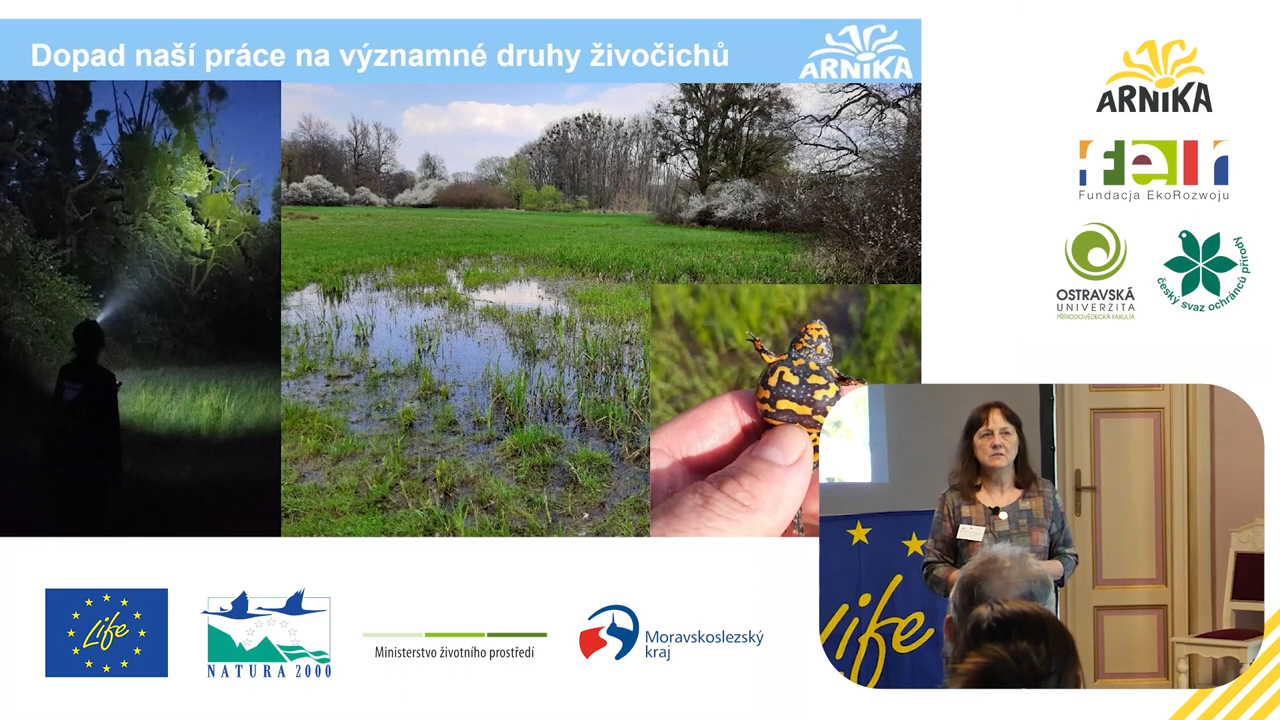 Dopad naší práce na významné druhy živočichů
ARNIKA
ARNIKA
feer
Fundacja EkoRozwoju
OSTRAVSKÁ
UNIVERZITA
PŘÍRODOVĚDECKÁ FAKULTA
český svaz ochránců přírody
life
Life
NATURA 2000
Ministerstvo životního prostředí
Moravskoslezský
kraj